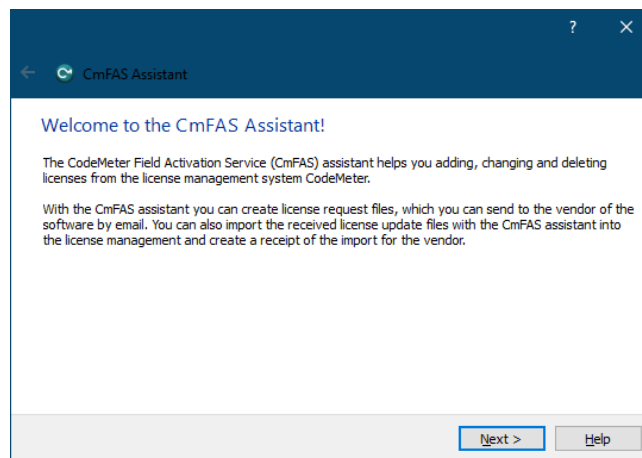 ?
CmFAS Assistant
Welcome to the CmFAS Assistant!
The CodeMeter Field Activation Service (CmFAS) assistant helps you adding, changing and deleting
licenses from the license management system CodeMeter.
With the CmFAS assistant you can create license request files, which you can send to the vendor of the
software by email. You can also import the received license update files with the CmFAS assistant into
the license management and create a receipt of the import for the vendor.
Next > Help